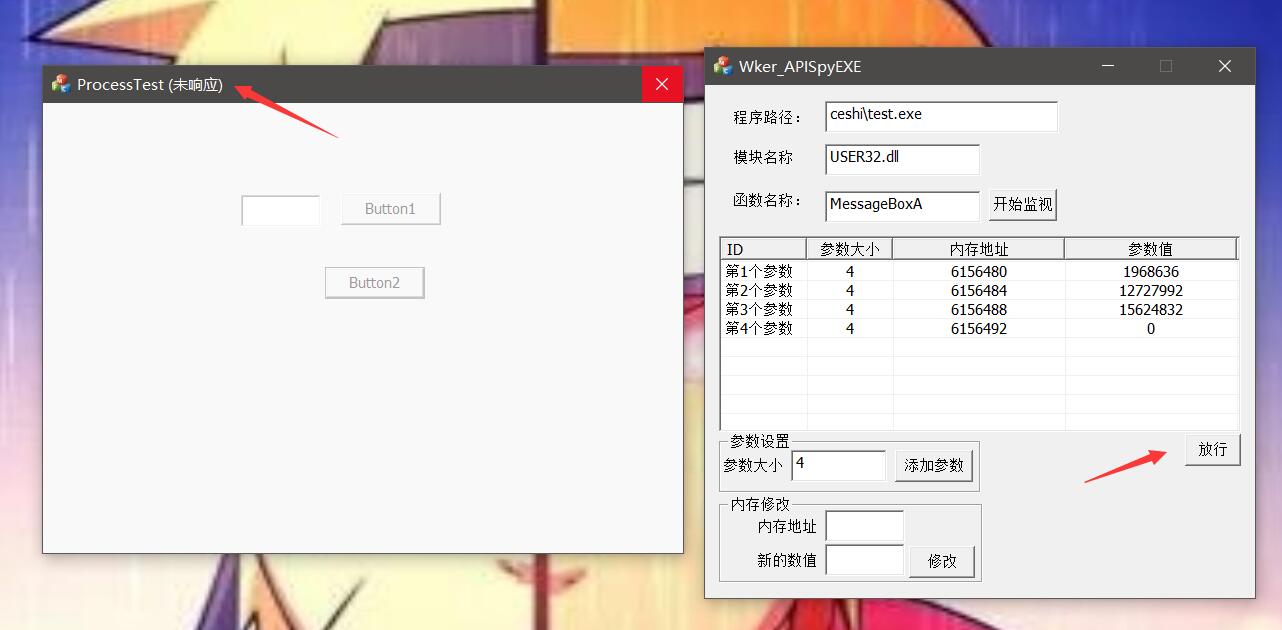 ProcessTest (未响应)
Button1
Button2
Wker_APISpyEXE
程序路径： ceshi\test.exe
模块名称 USER32.dll
函数名称： MessageBoxA 开始监视
ID 参数大小 内存地址 参数值
第1个参数 4 6156480 1968636
第2个参数 4 6156484 12727992
第3个参数 4 6156488 15624832
第4个参数 4 6156492 0
放行
参数设置
参数大小 4 添加参数
内存修改
内存地址
新的数值 修改